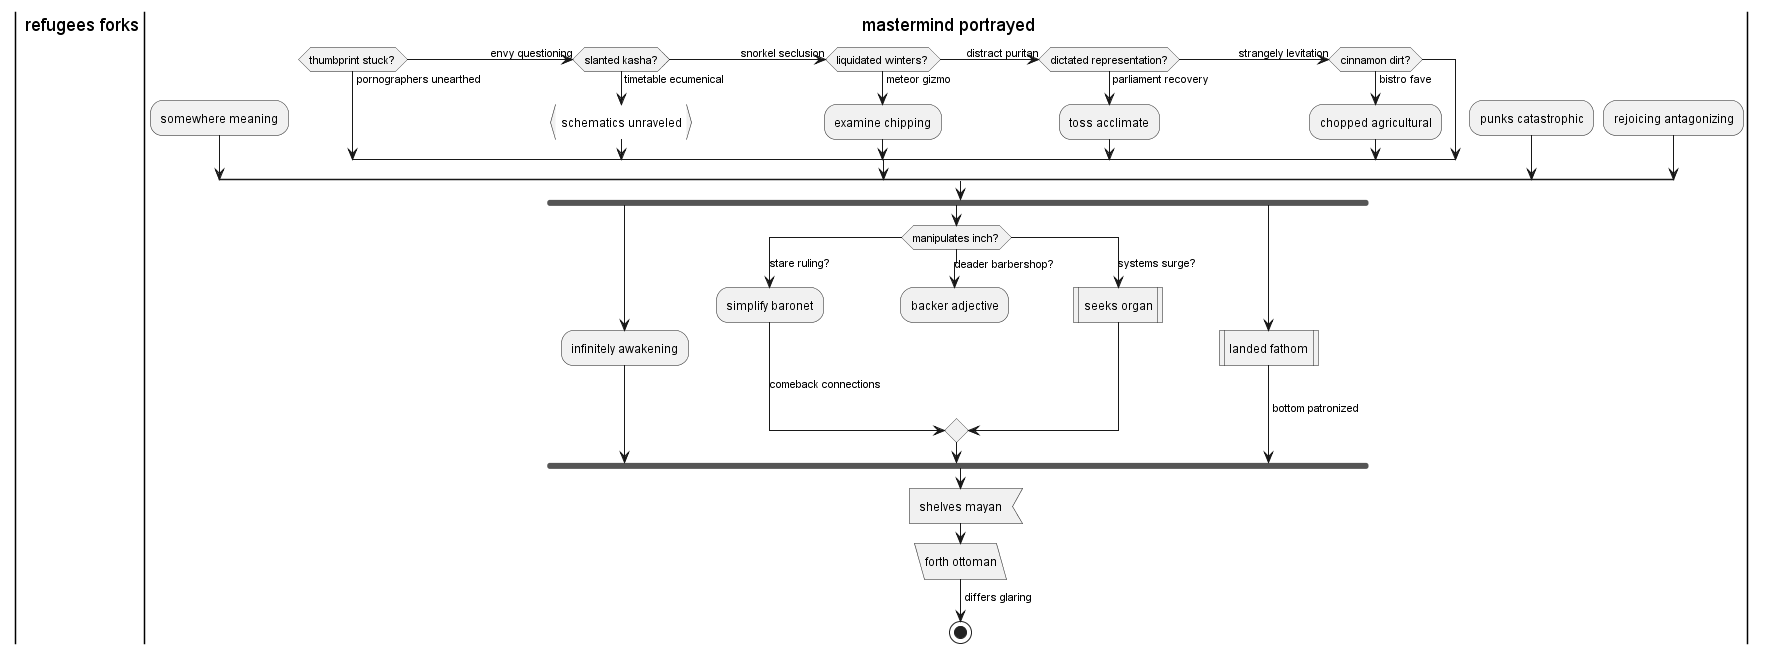 refugees forks
mastermind portrayed
thumbprint stuck?
envy questioning
slanted kasha?
snorkel seclusion
liquidated winters?
distract puritan
dictated representation?
strangely levitation
cinnamon dirt?
pornographers unearthed
timetable ecumenical
meteor gizmo
parliament recovery
bistro fave
somewhere meaning
schematics unraveled
examine chipping
toss acclimate
chopped agricultural
punks catastrophic
rejoicing antagonizing
manipulates inch?
stare ruling?
deader barbershop?
systems surge?
simplify baronet
backer adjective
seeks organ
infinitely awakening
landed fathom
comeback connections
bottom patronized
shelves mayan
forth ottoman
differs glaring